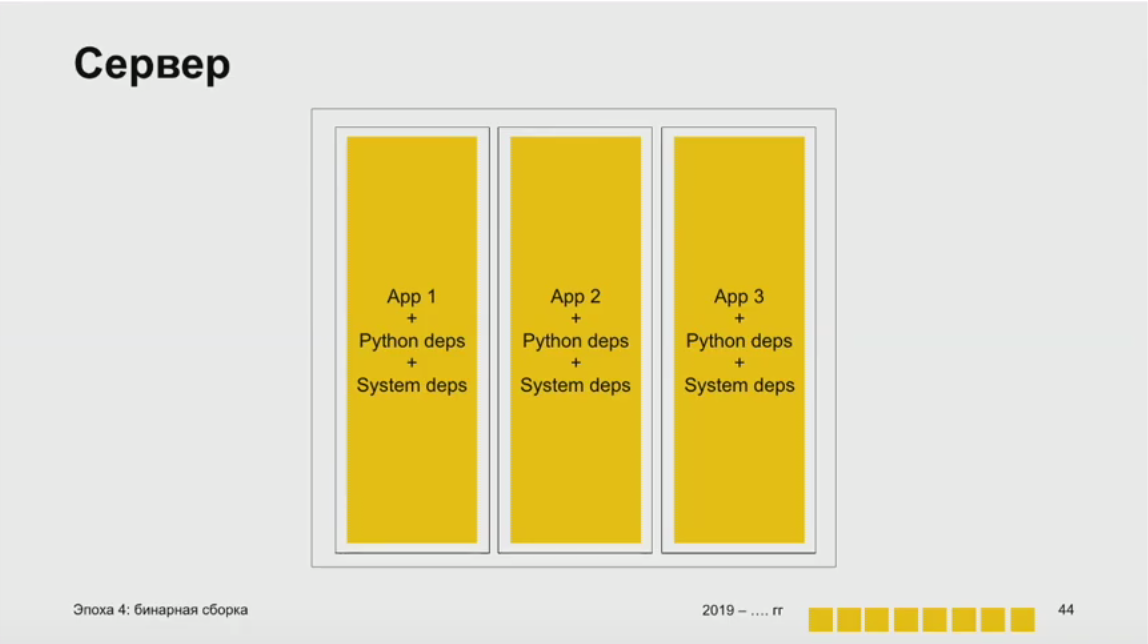 Сервер
App 1
+
Python deps
+
System deps
App 2
+
Python deps
+
System deps
App 3
+
Python deps
+
System deps
Эпоха 4: бинарная сборка
2019 – .... гг
44